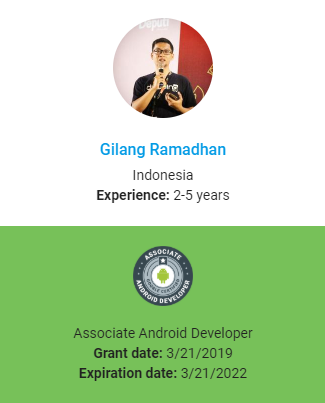 Gilang Ramadhan
Indonesia
Experience: 2-5 years
ASSOCIATE
ANDROID DEVELOPER
Associate Android Developer
Grant date: 3/21/2019
Expiration date: 3/21/2022